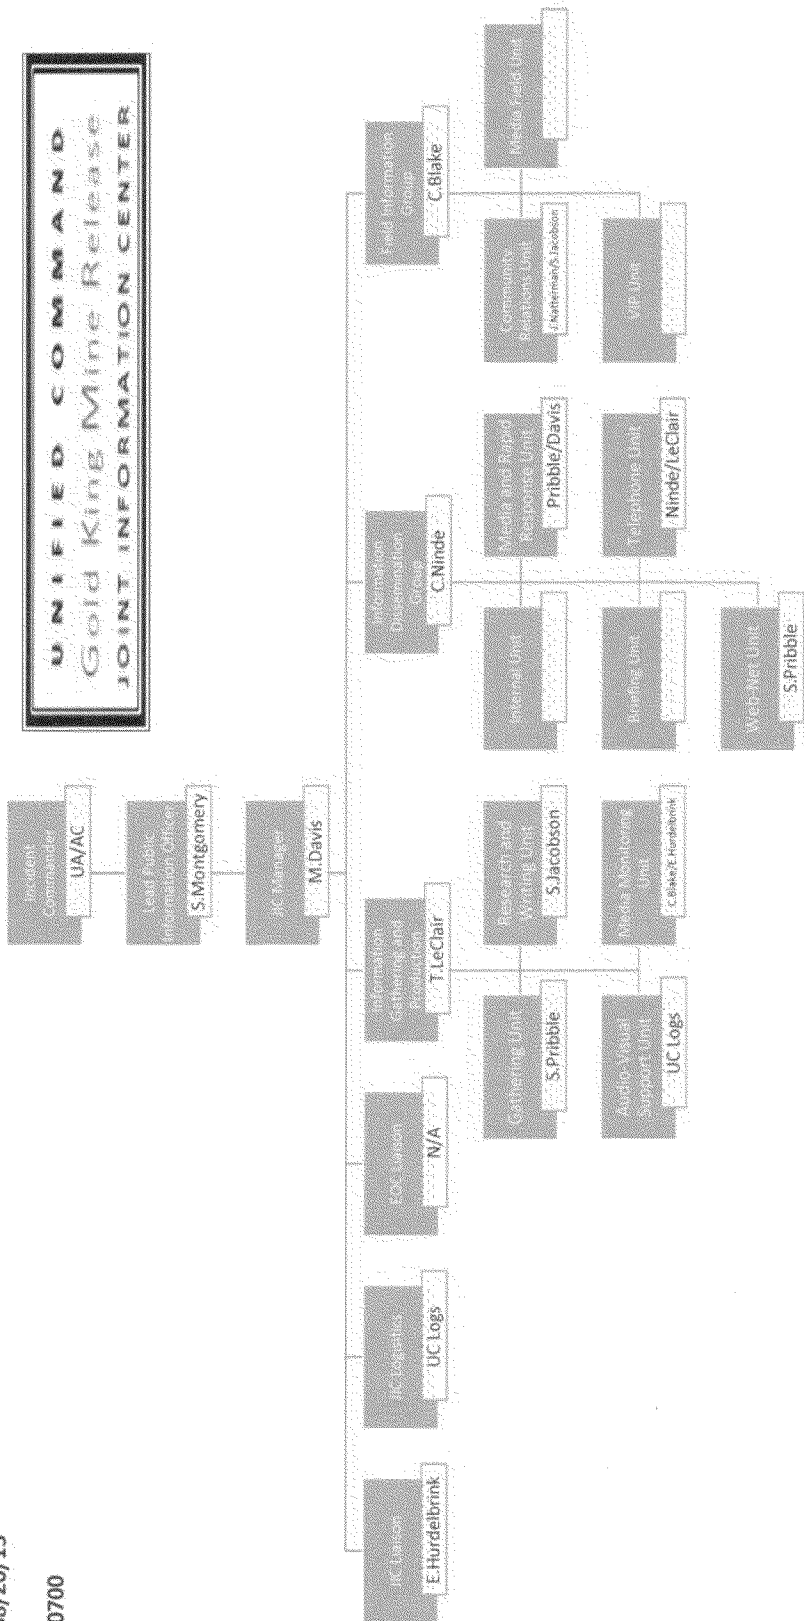 UNIFIED COMMAND
Gold King Mine Release
JOINT INFORMATION CENTER
0700
Incident
Commanders
UA/AC
Lead Public
Information Officer
S.Montgomery
JIC Manager
M.Davis
JIC Liaison
E.Hurdelbrink
JIC Logistics
UC Logs
EOC Liaison
N/A
Information
Gathering and
Production
T.LeClair
Gathering Unit
S.Pribble
Research and
Writing Unit
S.Jacobson
Audio-Visual
Support Unit
UC Logs
Media Monitoring
Unit
C.Blake/E.Hurdelbrink
Information
Dissemination
Group
C.Ninde
Internal Unit
Media and Rapid
Response Unit
Pribble/Davis
Briefing Unit
Telephone Unit
Ninde/LeClair
Web-Net Unit
S.Pribble
Field Information
Group
C.Blake
Community
Relations Unit
J.Natterman/S.Jacobson
Media Field Unit
VIP Unit